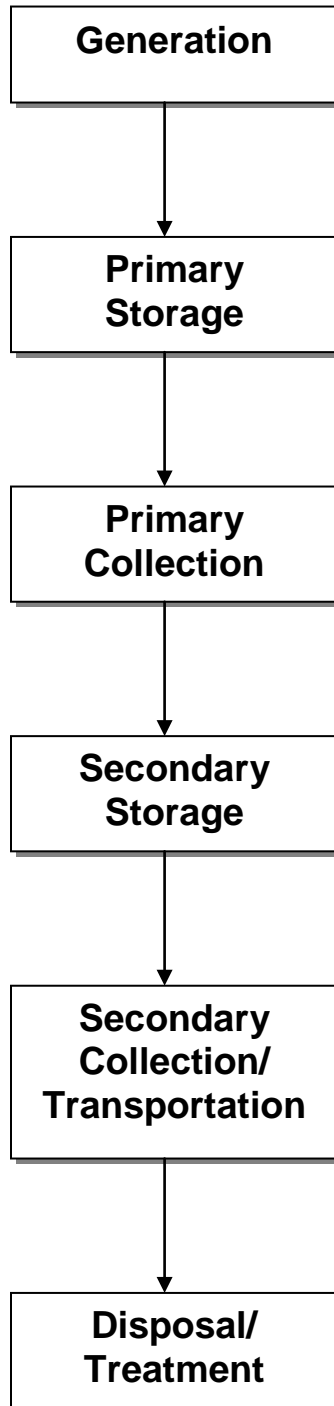 Generation
Primary
Storage
Primary
Collection
Secondary
Storage
Secondary
Collection/
Transportation
Disposal/
Treatment